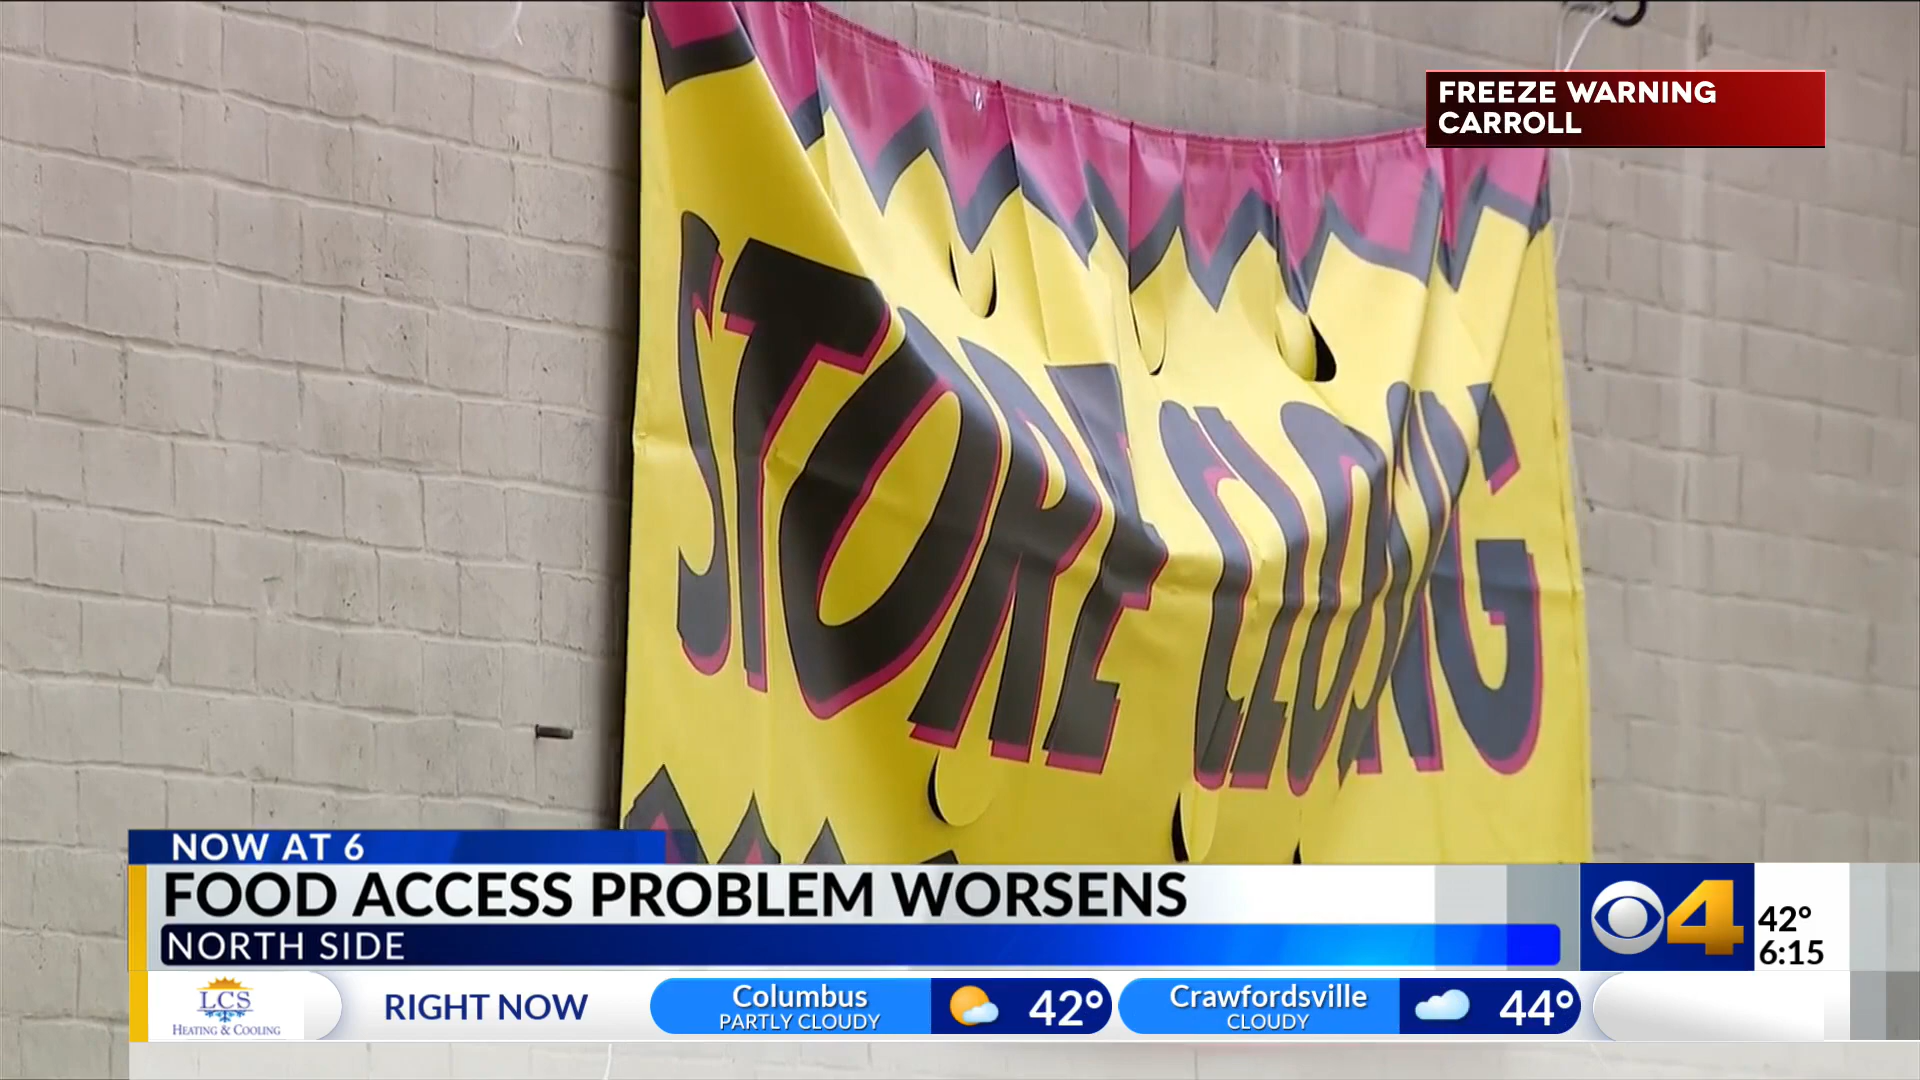 FREEZE WARNING
CARROLL
STORE CLOSING
NOW AT 6
FOOD ACCESS PROBLEM WORSENS
NORTH SIDE
4
42°
6:15
LCS
HEATING & COOLING
RIGHT NOW
Columbus
PARTLY CLOUDY
42°
Crawfordsville
CLOUDY
44°